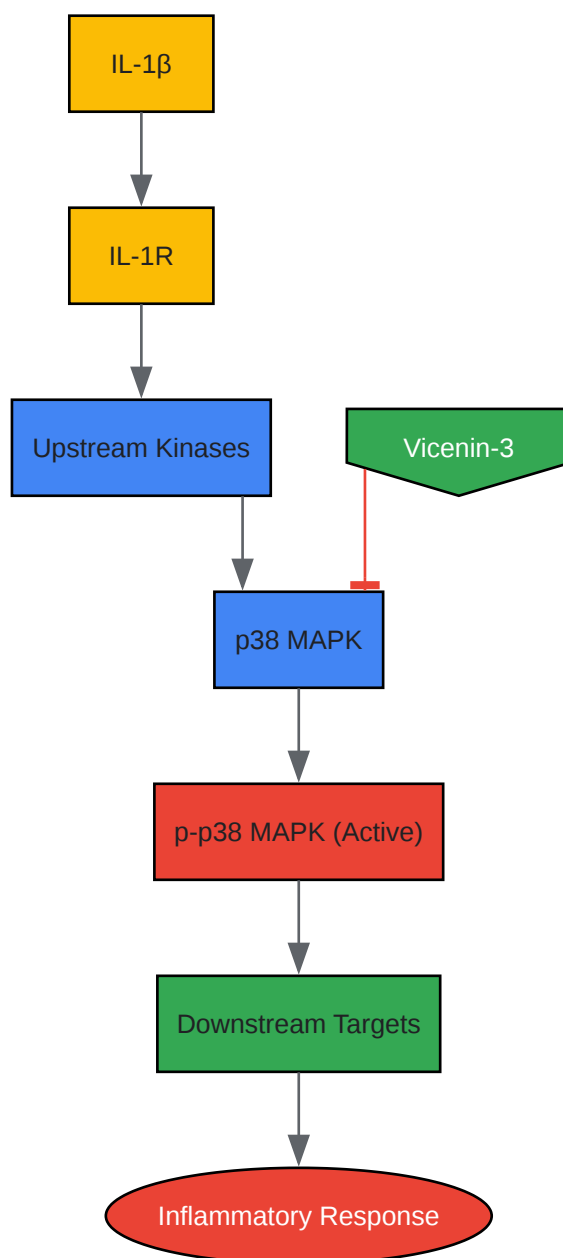 IL-1β
IL-1R
Upstream Kinases
Vicenin-3
p38 MAPK
p-p38 MAPK (Active)
Downstream Targets
Inflammatory Response